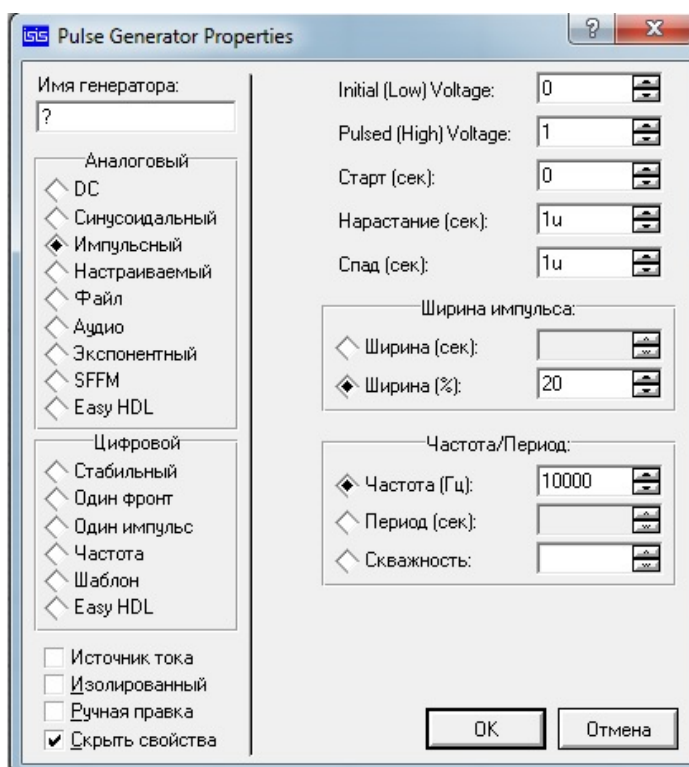 isis Pulse Generator Properties
?
X
Имя генератора:
?
Аналоговый
DC
Синусоидальный
Импульсный
Настраиваемый
Файл
Аудио
Экспонентный
SFFM
Easy HDL
Цифровой
Стабильный
Один фронт
Один импульс
Частота
Шаблон
Easy HDL
Источник тока
Изолированный
Ручная правка
Скрыть свойства
Initial (Low) Voltage: 0
Pulsed (High) Voltage: 1
Старт (сек): 0
Нарастание (сек): 1u
Спад (сек): 1u
Ширина импульса:
Ширина (сек):
Ширина (%): 20
Частота/Период:
Частота (Гц): 10000
Период (сек):
Скважность:
OK Отмена